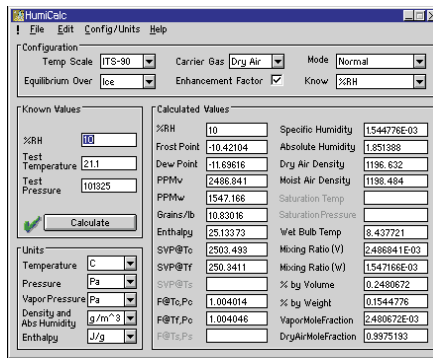 HumiCalc
! File Edit Config/Units Help
Configuration
Temp Scale ITS-90 Carrier Gas Dry Air Mode Normal
Equilibrium Over Ice Enhancement Factor Know %RH
Known Values
%RH 10
Test Temperature 21.1
Test Pressure 101325
Calculate
Units
Temperature C
Pressure Pa
Vapor Pressure Pa
Density and Abs Humidity g/m^3
Enthalpy J/g
Calculated Values
%RH 10 Specific Humidity 1.544776E-03
Frost Point -10.42104 Absolute Humidity 1.851388
Dew Point -11.69616 Dry Air Density 1196.632
PPMv 2486.841 Moist Air Density 1198.484
PPMw 1547.166 Saturation Temp
Grains/lb 10.83016 Saturation Pressure
Enthalpy 25.13373 Wet Bulb Temp 8.437721
SVP@Tc 2503.493 Mixing Ratio (V) 2.486841E-03
SVP@Tf 250.3411 Mixing Ratio (W) 1.547166E-03
SVP@Ts % by Volume 0.2480672
F@Tc,Pc 1.004014 % by Weight 0.1544776
F@Tf,Pc 1.004046 VaporMoleFraction 2.480672E-03
F@Ts,Ps DryAirMoleFraction 0.9975193